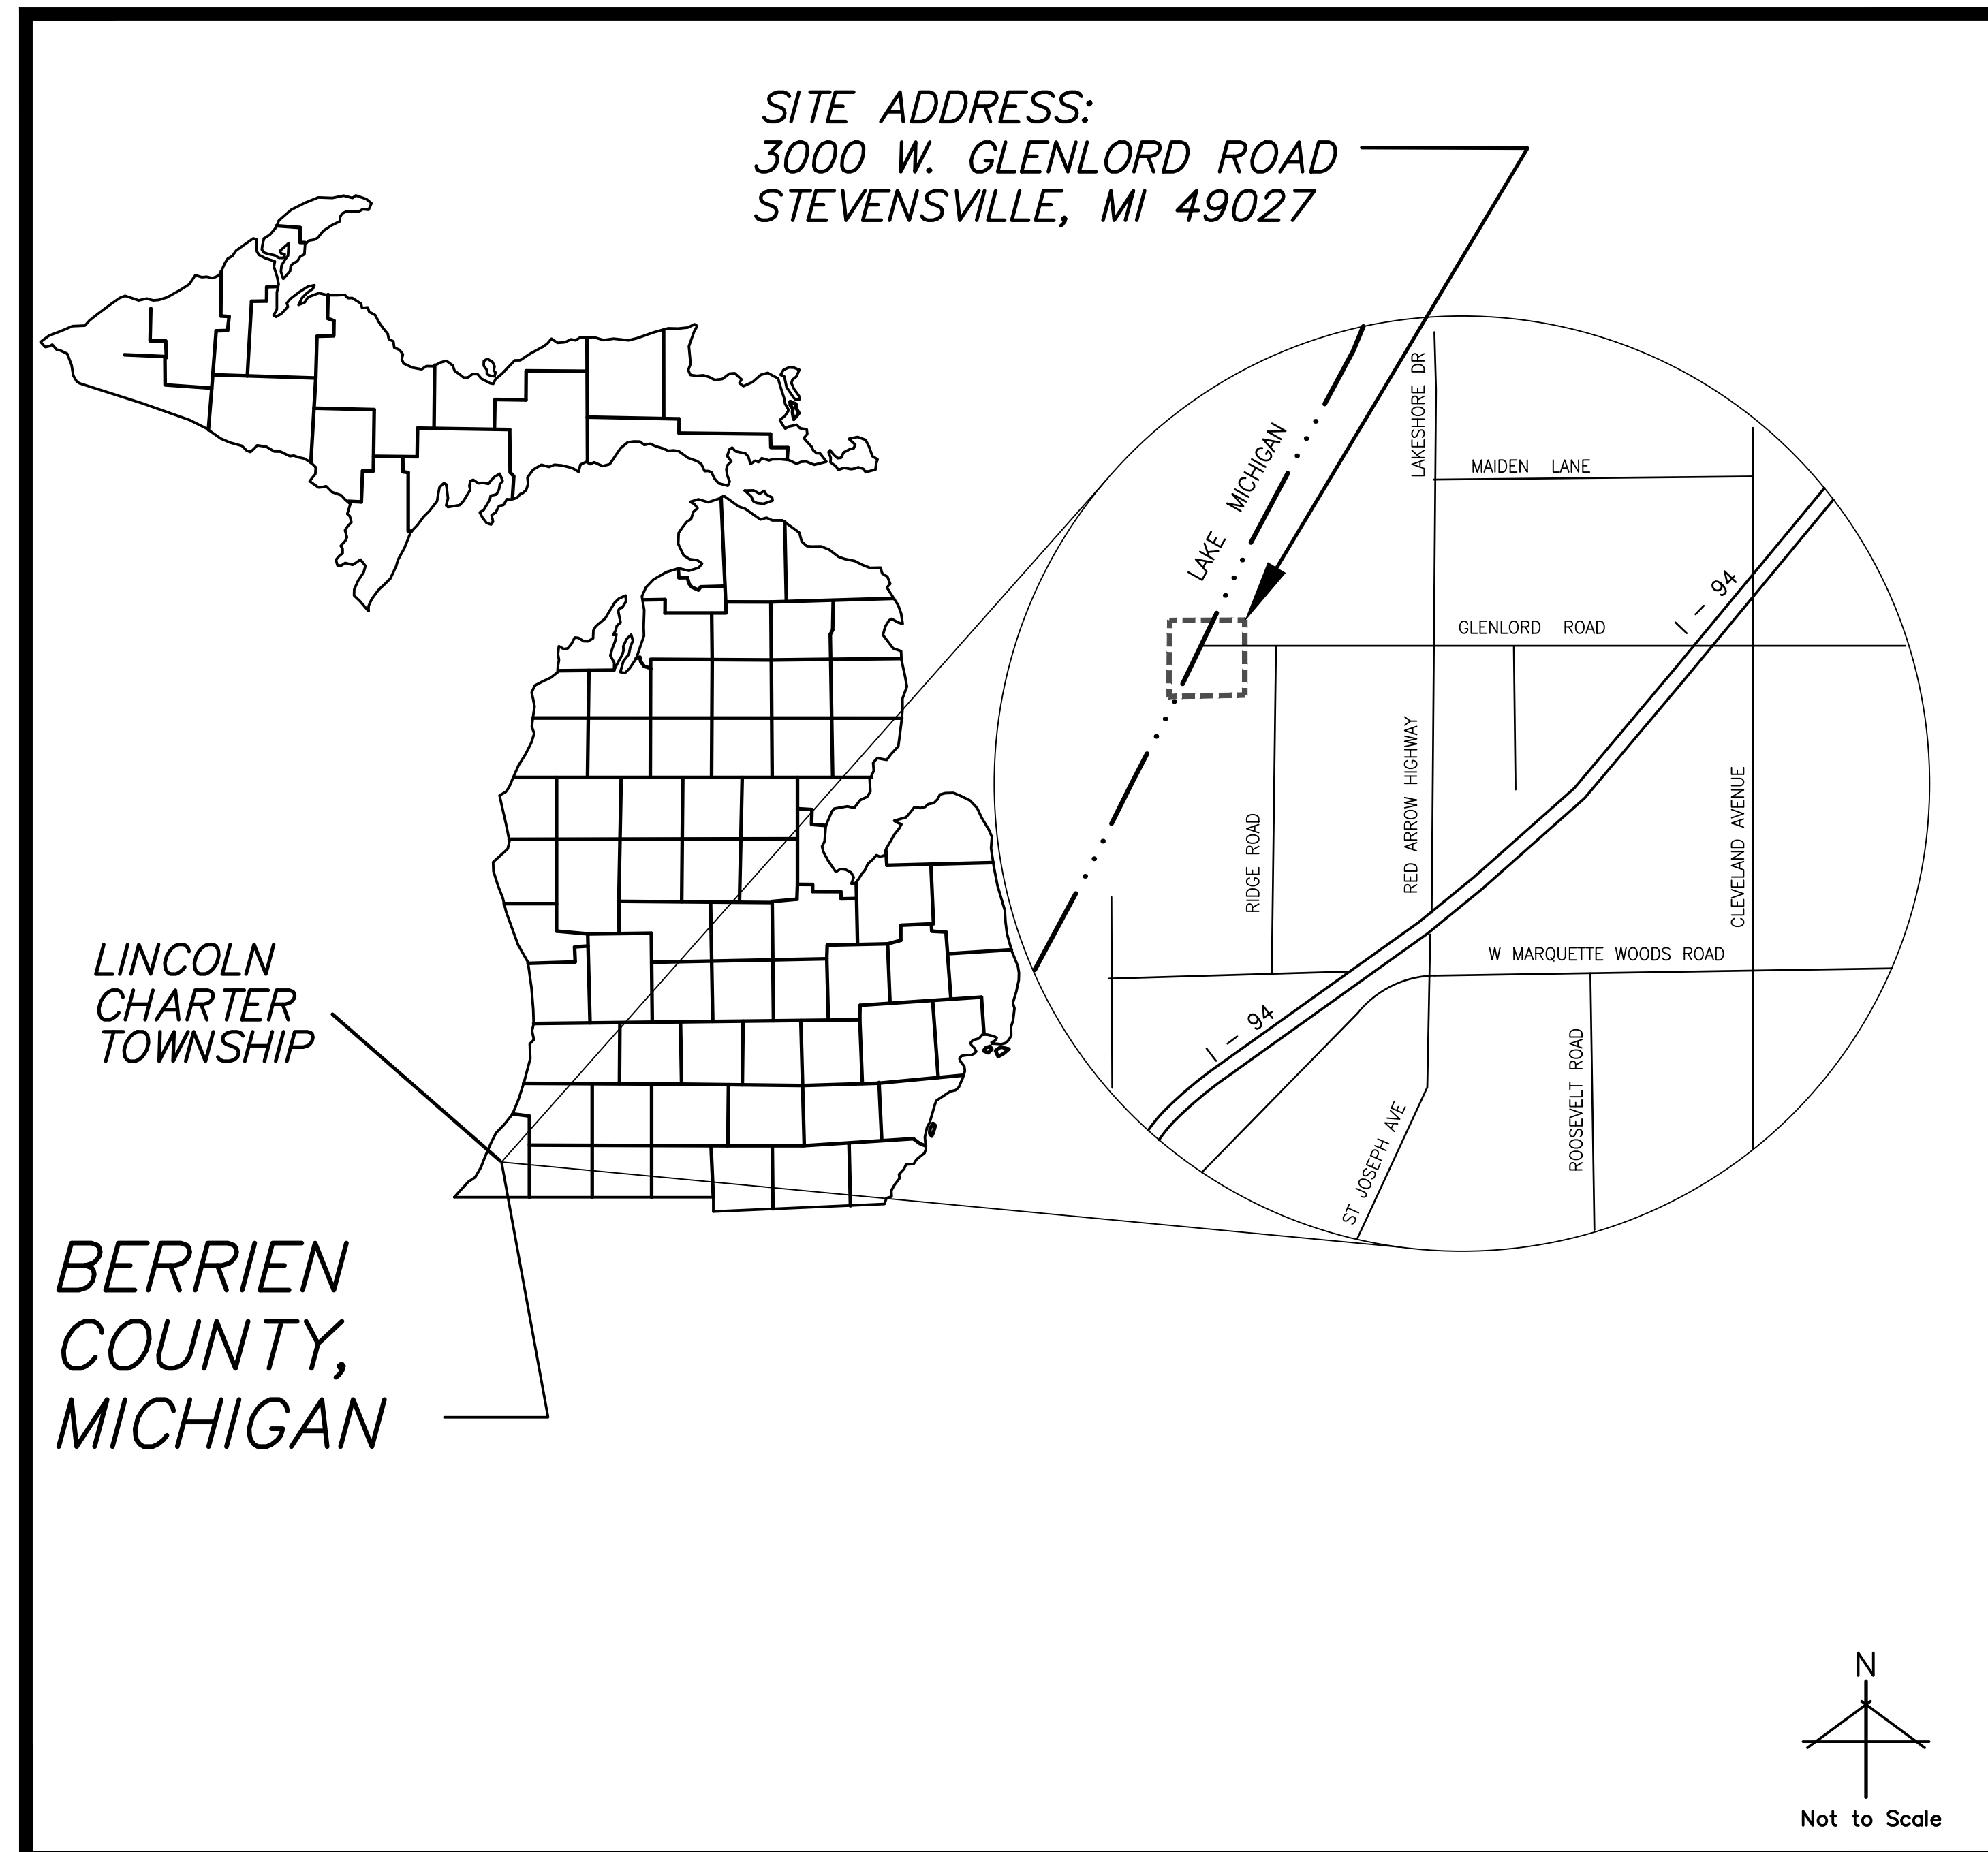 SITE ADDRESS:
3000 W. GLENLORD ROAD
STEVENSVILLE, MI 49027
LAKESHORE DR
LAKE MICHIGAN
MAIDEN LANE
I - 94
GLENLORD ROAD
RIDGE ROAD
RED ARROW HIGHWAY
CLEVELAND AVENUE
W MARQUETTE WOODS ROAD
I - 94
ROOSEVELT ROAD
ST JOSEPH AVE
LINCOLN
CHARTER
TOWNSHIP
BERRIEN
COUNTY,
MICHIGAN
N
Not to Scale